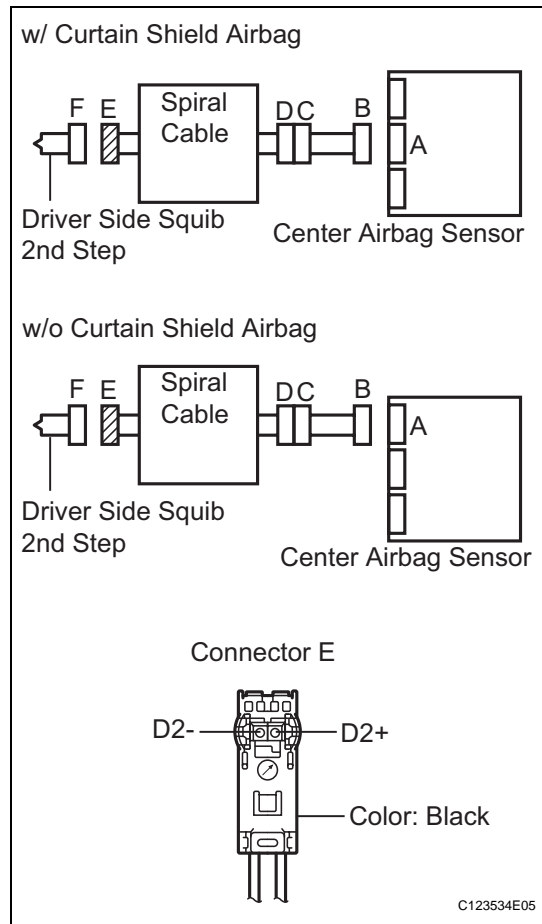 w/ Curtain Shield Airbag
F E Spiral Cable D C B A
Driver Side Squib
2nd Step
Center Airbag Sensor
w/o Curtain Shield Airbag
F E Spiral Cable D C B A
Driver Side Squib
2nd Step
Center Airbag Sensor
Connector E
D2- D2+
Color: Black
C123534E05